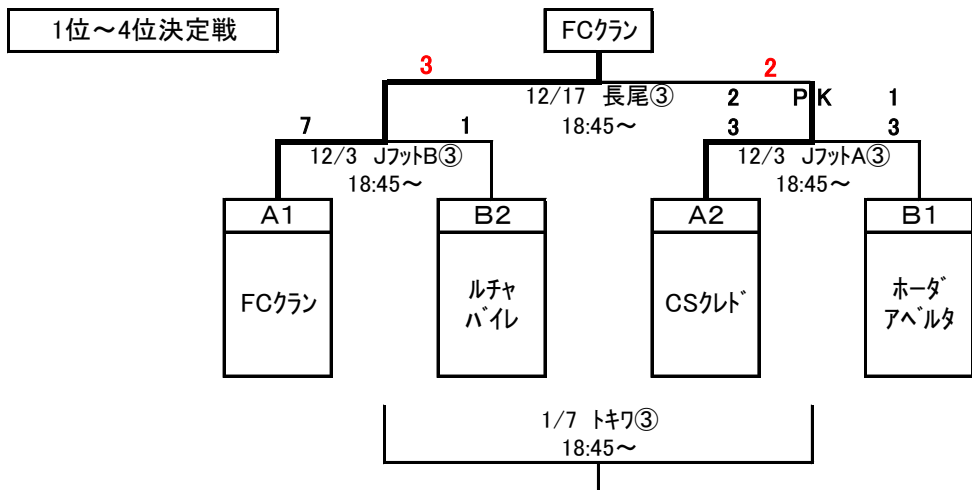 1位～4位決定戦
FCｸﾗﾝ
3
2
12/17 長尾③
18:45～
2 PK 1
7
1
3
3
12/3 JﾌｯﾄB③
18:45～
12/3 JﾌｯﾄA③
18:45～
A1
B2
A2
B1
FCｸﾗﾝ
ﾙﾁｬ
ﾊﾞｲﾚ
CSｸﾚﾄﾞ
ﾎｰﾀﾞ
ｱﾍﾞﾙﾀ
1/7 ﾄｷﾜ③
18:45～